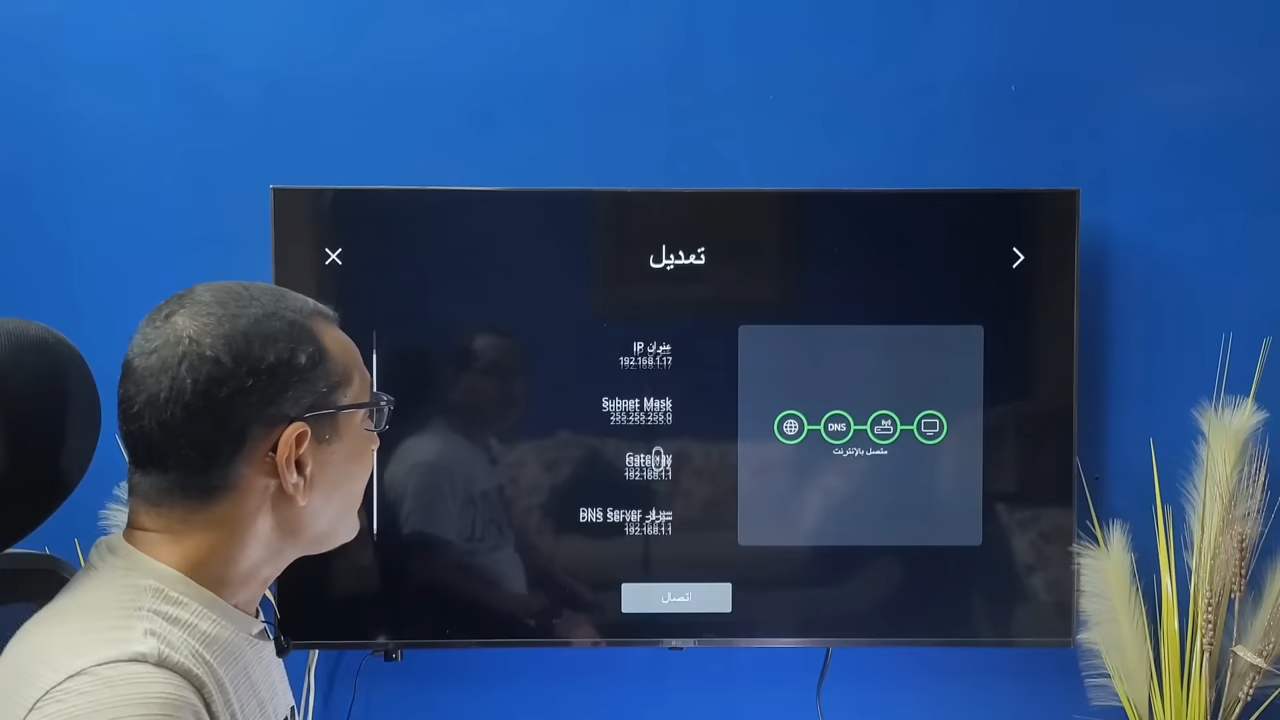 تعديل
عنوان IP
192.168.1.17
Subnet Mask
255.255.255.0
Gateway
192.168.1.1
سيرفر DNS Server
192.168.1.1
DNS
متصل بالإنترنت
اتصال